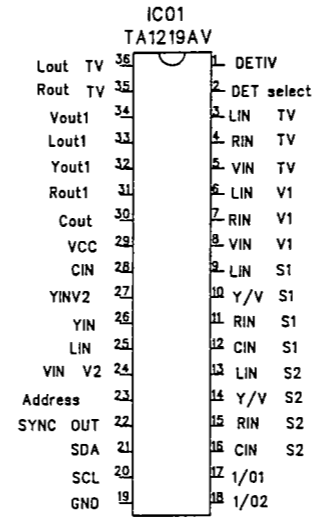 IC01
TA1219AV
Lout TV 36 1 DETIV
Rout TV 35 2 DET select
Vout1 34 3 LIN TV
Lout1 33 4 RIN TV
Yout1 32 5 VIN TV
Rout1 31 6 LIN V1
Cout 30 7 RIN V1
VCC 29 8 VIN V1
CIN 28 9 LIN S1
YINV2 27 10 Y/V S1
YIN 26 11 RIN S1
LIN 25 12 CIN S1
VIN V2 24 13 LIN S2
Address 23 14 Y/V S2
SYNC OUT 22 15 RIN S2
SDA 21 16 CIN S2
SCL 20 17 1/01
GND 19 18 1/02